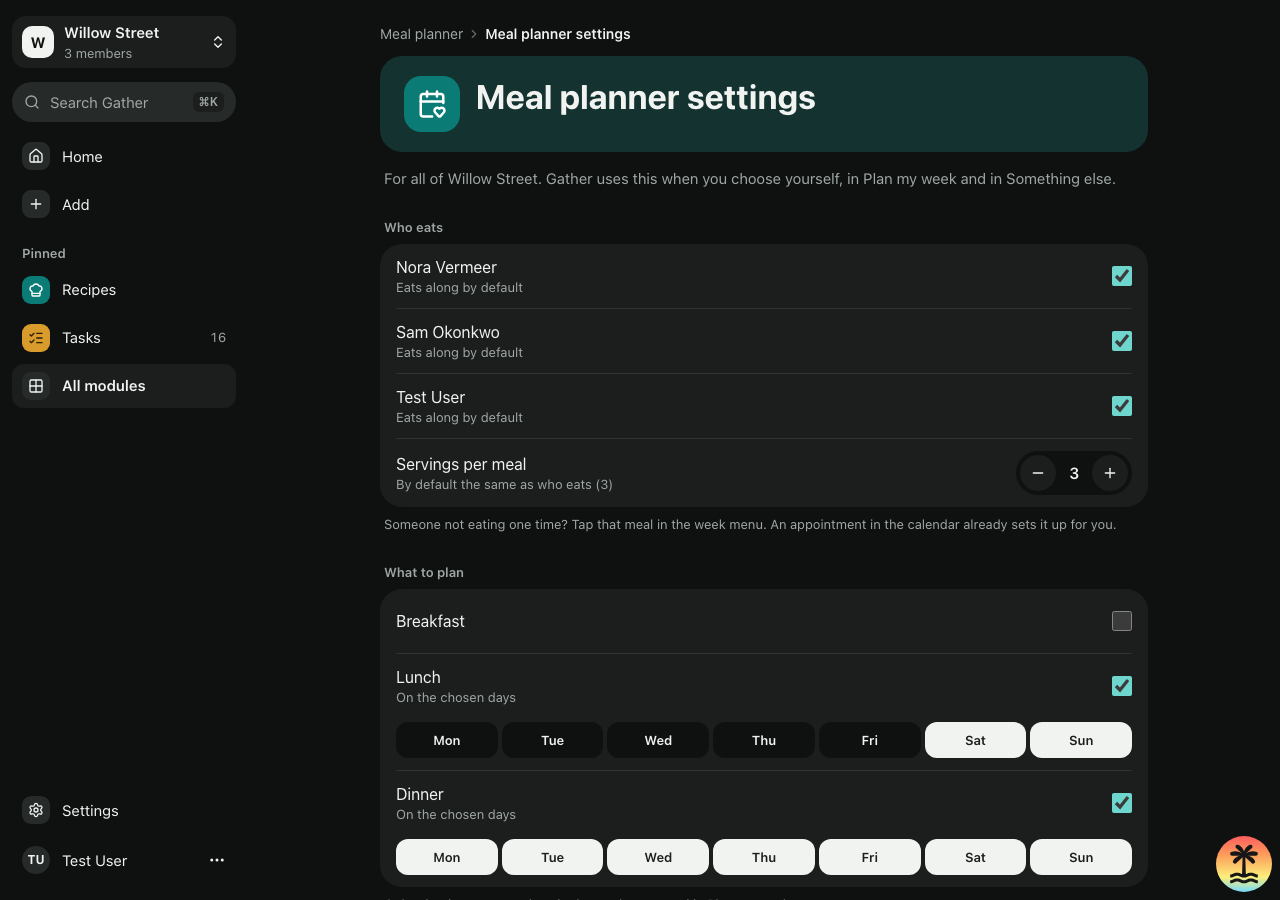 W
Willow Street
3 members
Search Gather
⌘K
Home
Add
Pinned
Recipes
Tasks
16
All modules
Settings
TU
Test User
Meal planner
Meal planner settings
Meal planner settings
For all of Willow Street. Gather uses this when you choose yourself, in Plan my week and in Something else.
Who eats
Nora Vermeer
Eats along by default
Sam Okonkwo
Eats along by default
Test User
Eats along by default
Servings per meal
By default the same as who eats (3)
3
Someone not eating one time? Tap that meal in the week menu. An appointment in the calendar already sets it up for you.
What to plan
Breakfast
Lunch
On the chosen days
Mon Tue Wed Thu Fri Sat Sun
Dinner
On the chosen days
Mon Tue Wed Thu Fri Sat Sun